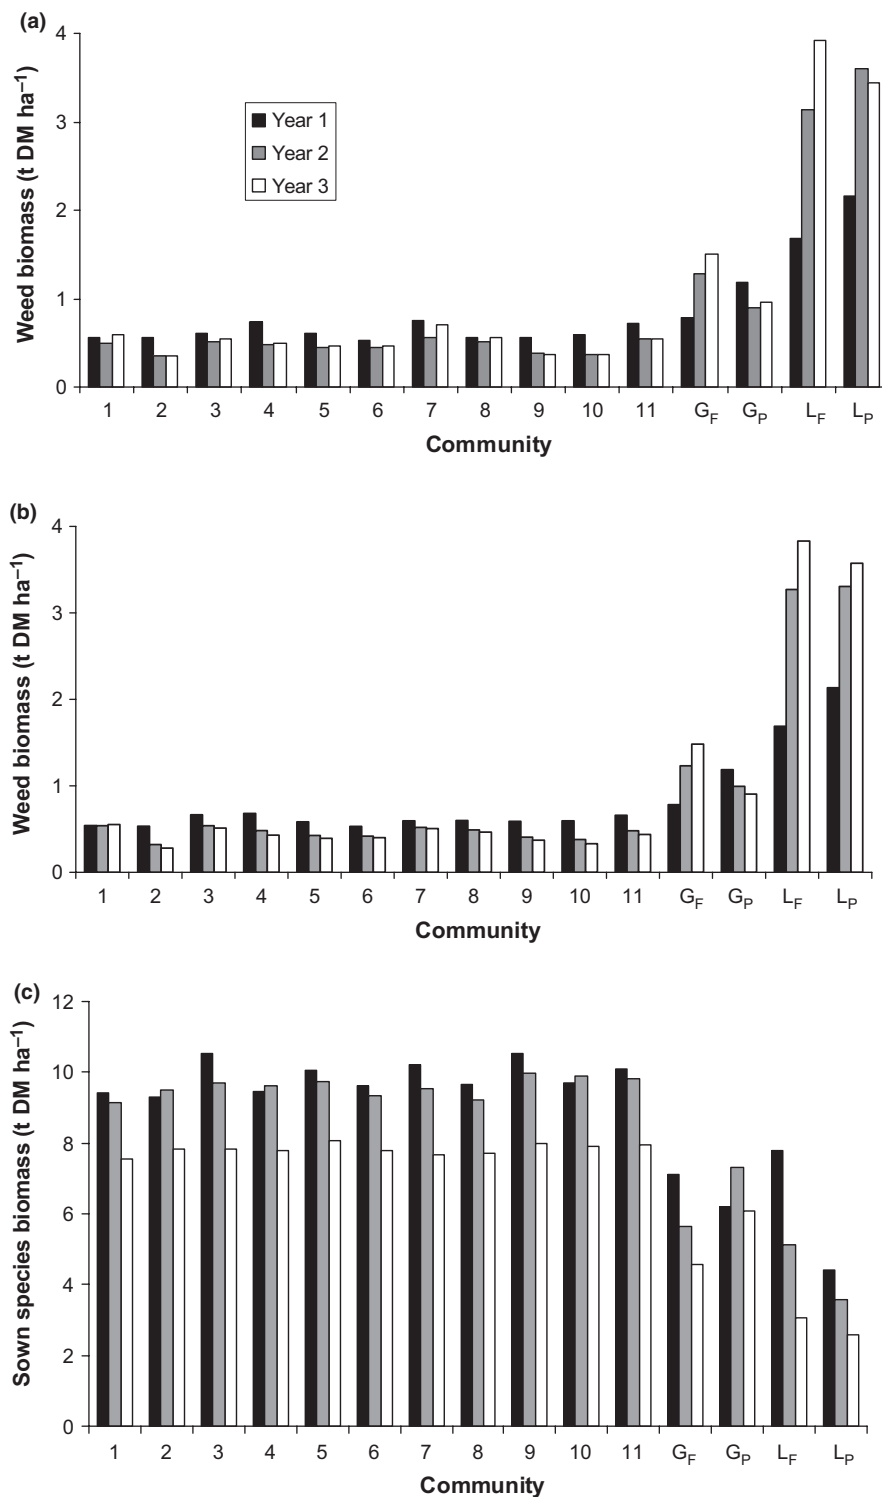 (a)
Weed biomass (t DM ha⁻¹)
4
3
2
1
0
Year 1
Year 2
Year 3
1 2 3 4 5 6 7 8 9 10 11 G_F G_P L_F L_P
Community
(b)
Weed biomass (t DM ha⁻¹)
4
3
2
1
0
1 2 3 4 5 6 7 8 9 10 11 G_F G_P L_F L_P
Community
(c)
Sown species biomass (t DM ha⁻¹)
12
10
8
6
4
2
0
1 2 3 4 5 6 7 8 9 10 11 G_F G_P L_F L_P
Community